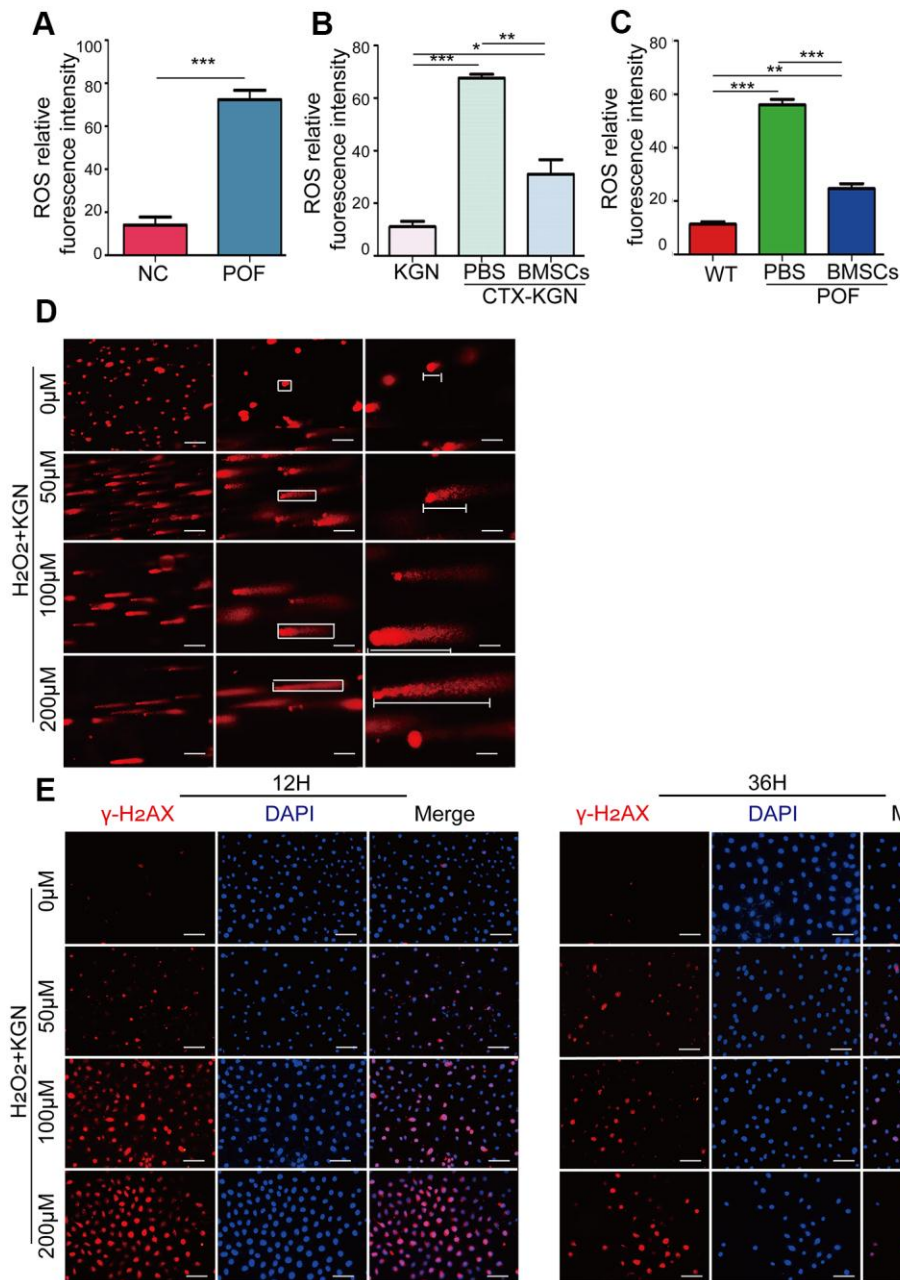 A
ROS relative
fuorescence intensity
100
80
60
40
20
0
***
NC POF
B
ROS relative
fuorescence intensity
80
60
40
20
0
**
*
***
KGN PBS BMSCs
CTX-KGN
C
ROS relative
fuorescence intensity
80
60
40
20
0
***
**
***
WT PBS BMSCs
POF
D
H2O2+KGN
0μM
50μM
100μM
200μM
E
12H
γ-H2AX DAPI Merge
H2O2+KGN
0μM
50μM
100μM
200μM
36H
γ-H2AX DAPI